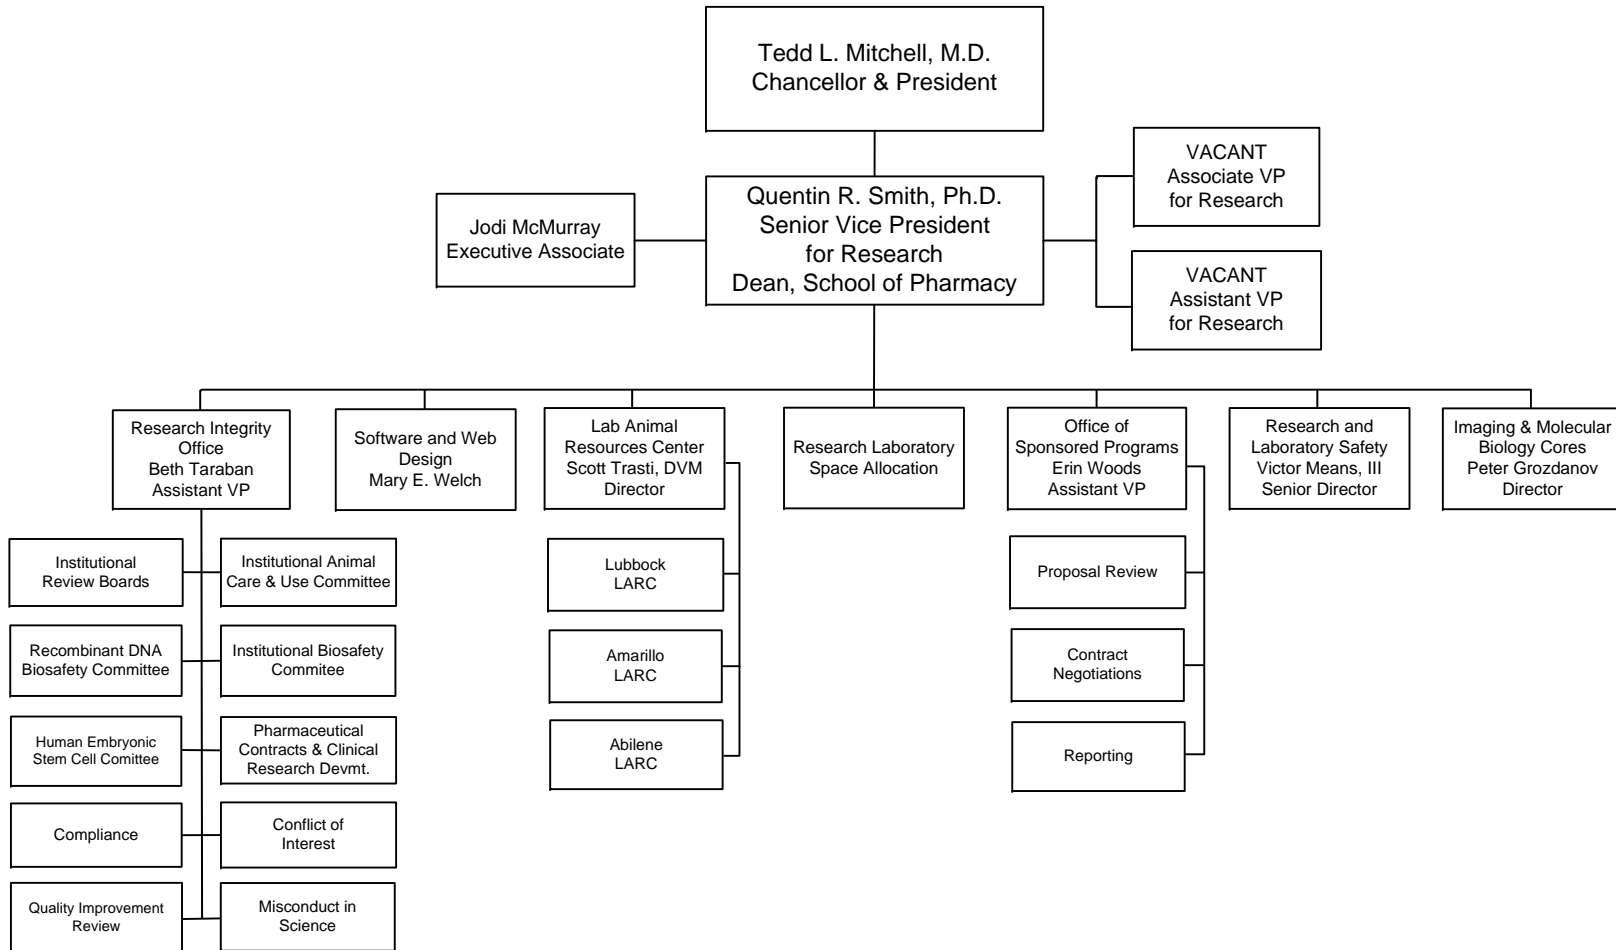 Tedd L. Mitchell, M.D.
Chancellor & President
VACANT
Associate VP
for Research
Quentin R. Smith, Ph.D.
Senior Vice President
for Research
Dean, School of Pharmacy
Jodi McMurray
Executive Associate
VACANT
Assistant VP
for Research
Research Integrity
Office
Beth Taraban
Assistant VP
Software and Web
Design
Mary E. Welch
Lab Animal
Resources Center
Scott Trasti, DVM
Director
Research Laboratory
Space Allocation
Office of
Sponsored Programs
Erin Woods
Assistant VP
Research and
Laboratory Safety
Victor Means, III
Senior Director
Imaging & Molecular
Biology Cores
Peter Grozdanov
Director
Institutional
Review Boards
Institutional Animal
Care & Use Committee
Lubbock
LARC
Proposal Review
Recombinant DNA
Biosafety Committee
Institutional Biosafety
Commitee
Amarillo
LARC
Contract
Negotiations
Human Embryonic
Stem Cell Comittee
Pharmaceutical
Contracts & Clinical
Research Devmt.
Abilene
LARC
Reporting
Compliance
Conflict of
Interest
Quality Improvement
Review
Misconduct in
Science